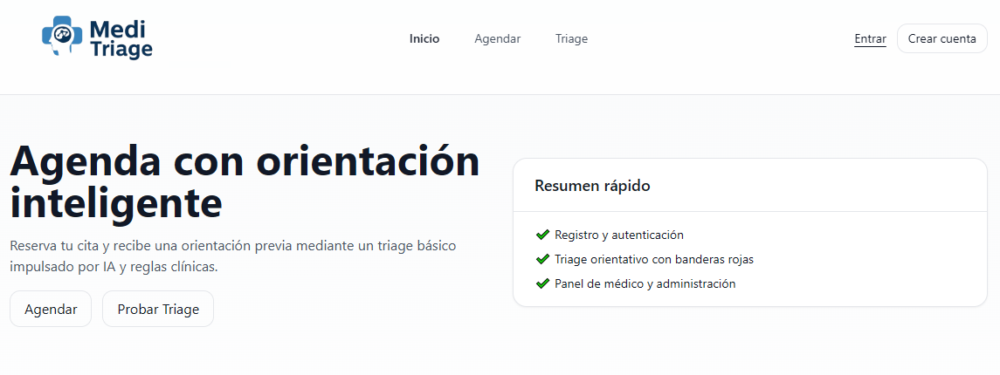 Medi
Triage
Inicio
Agendar
Triage
Entrar
Crear cuenta
Agenda con orientación
inteligente
Reserva tu cita y recibe una orientación previa mediante un triage básico
impulsado por IA y reglas clínicas.
Agendar
Probar Triage
Resumen rápido
Registro y autenticación
Triage orientativo con banderas rojas
Panel de médico y administración